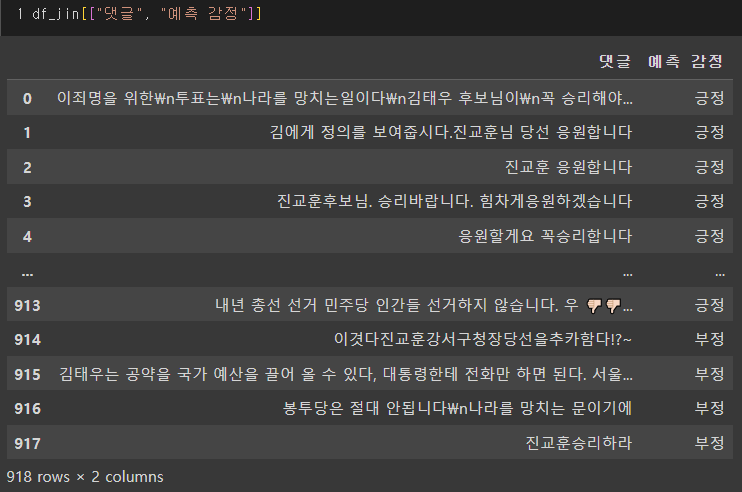 1 df_jin[["댓글", "예측 감정"]]
댓글 예측 감정
0 이죄명을 위한₩n투표는₩n나라를 망치는일이다₩n김태우 후보님이₩n꼭 승리해야... 긍정
1 김에게 정의를 보여줍시다.진교훈님 당선 응원합니다 긍정
2 진교훈 응원합니다 긍정
3 진교훈후보님. 승리바랍니다. 힘차게응원하겠습니다 긍정
4 응원할게요 꼭승리합니다 긍정
... ... ...
913 내년 총선 선거 민주당 인간들 선거하지 않습니다. 우 👎🏻👎🏻... 긍정
914 이겻다진교훈강서구청장당선을추카함다!?~ 부정
915 김태우는 공약을 국가 예산을 끌어 올 수 있다, 대통령한테 전화만 하면 된다. 서울... 부정
916 봉투당은 절대 안됩니다₩n나라를 망치는 문이기에 부정
917 진교훈승리하라 부정
918 rows × 2 columns